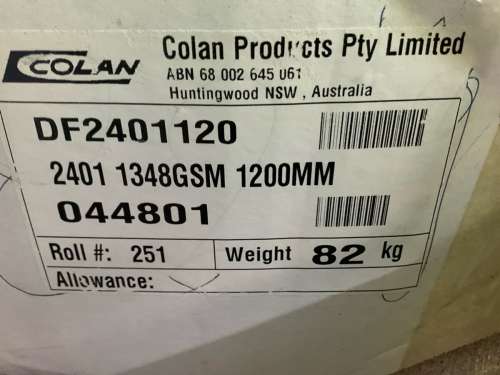 COLAN
Colan Products Pty Limited
ABN 68 002 645 061
Huntingwood NSW , Australia
DF2401120
2401 1348GSM 1200MM
044801
Roll #: 251 Weight 82 kg
Allowance: